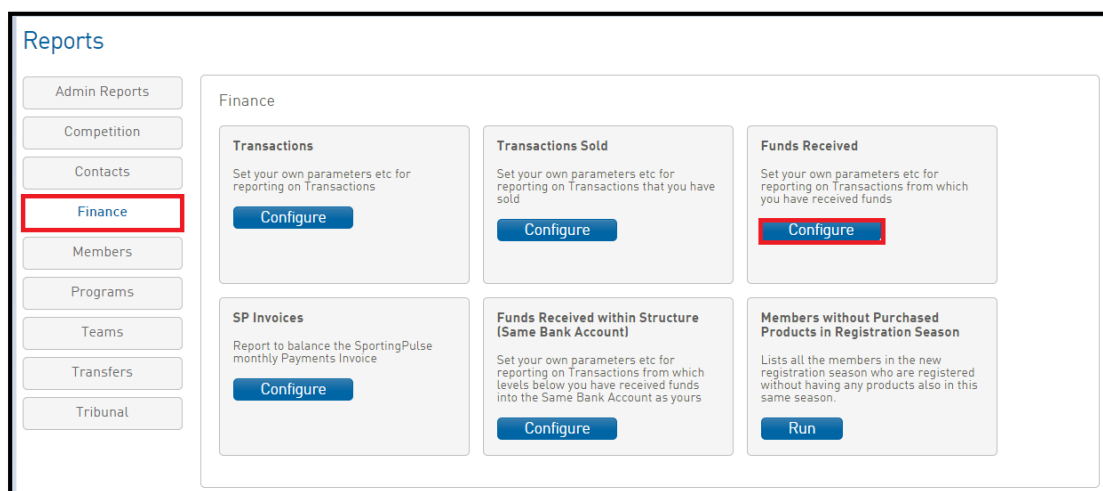 Reports
Admin Reports
Competition
Contacts
Finance
Members
Programs
Teams
Transfers
Tribunal
Finance
Transactions
Set your own parameters etc for
reporting on Transactions
Configure
Transactions Sold
Set your own parameters etc for
reporting on Transactions that you have
sold
Configure
Funds Received
Set your own parameters etc for
reporting on Transactions from which
you have received funds
Configure
SP Invoices
Report to balance the SportingPulse
monthly Payments Invoice
Configure
Funds Received within Structure
(Same Bank Account)
Set your own parameters etc for
reporting on Transactions from which
levels below you have received funds
into the Same Bank Account as yours
Configure
Members without Purchased
Products in Registration Season
Lists all the members in the new
registration season who are registered
without having any products also in this
same season.
Run